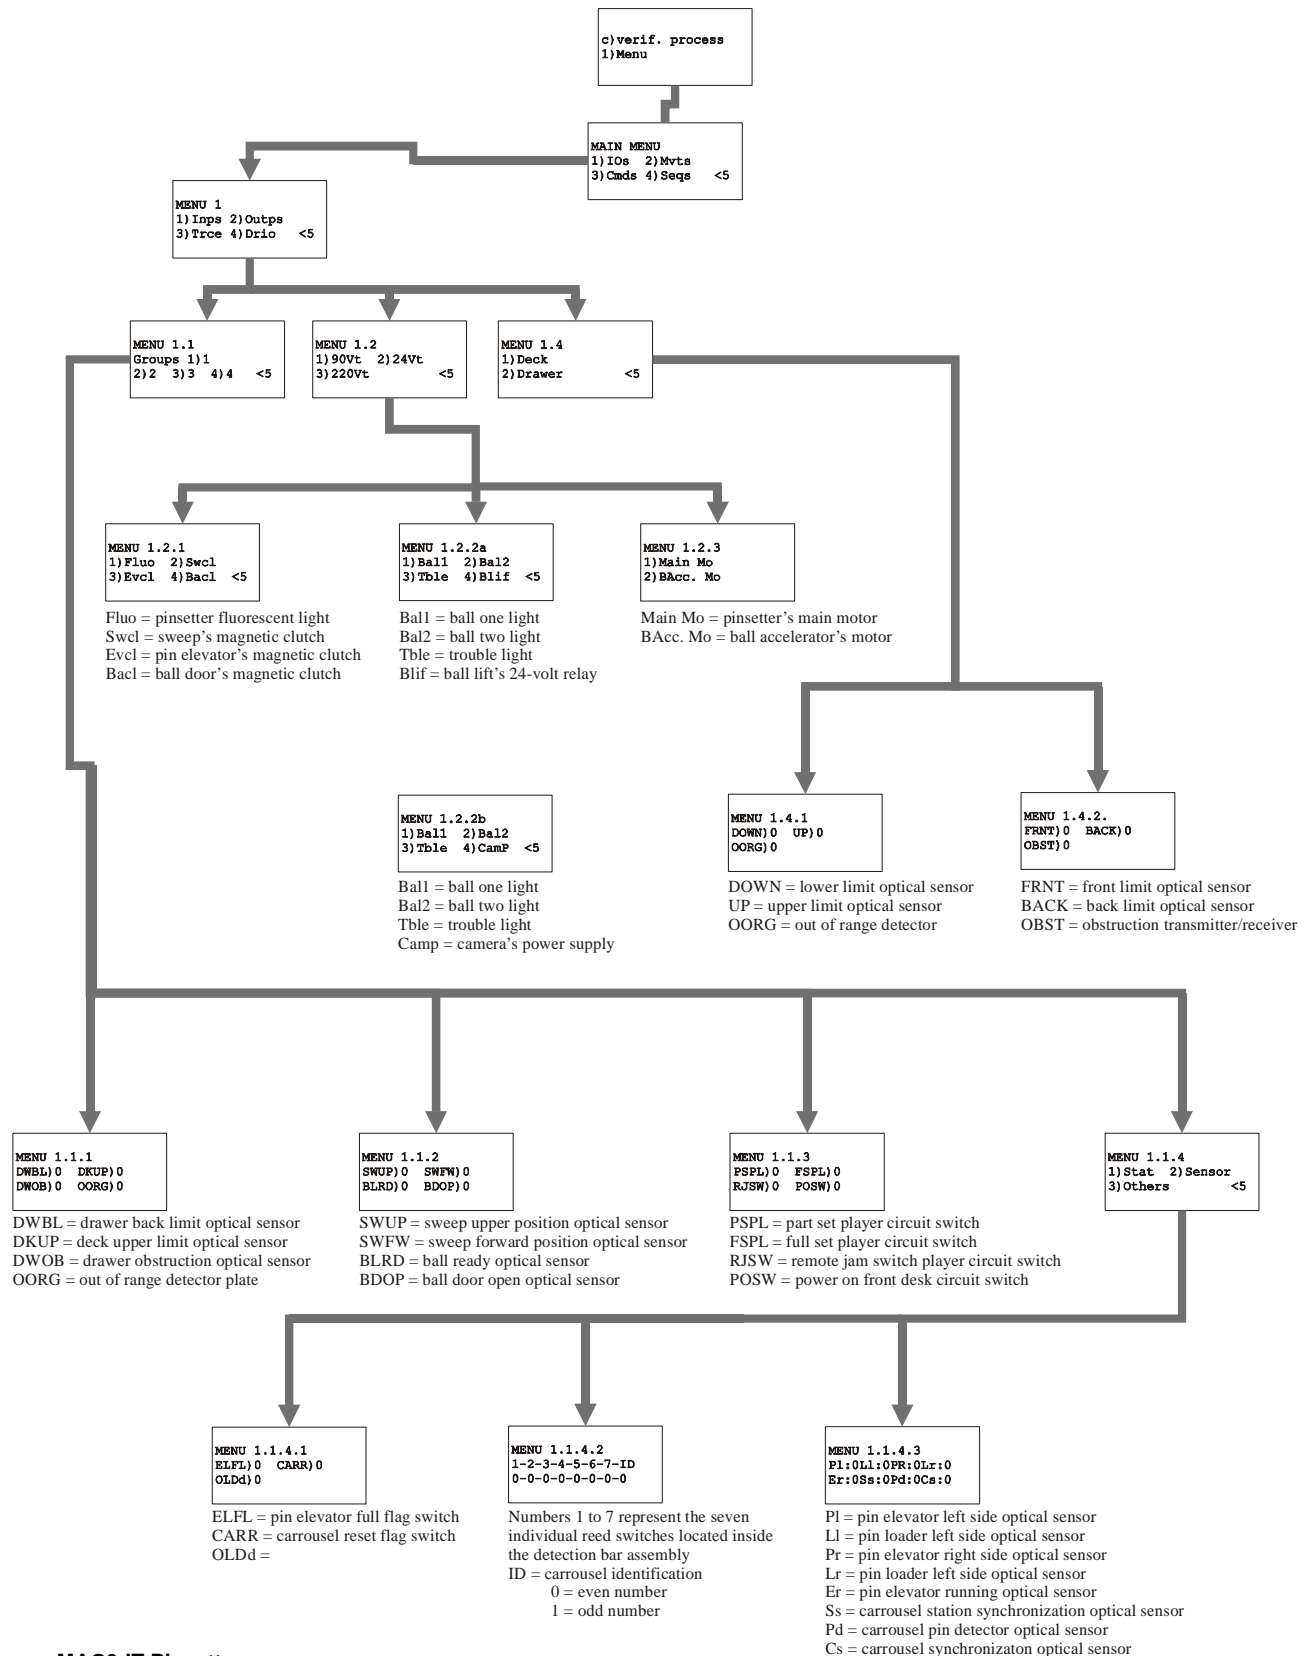 c)verif. process
1)Menu
MAIN MENU
1)IOs 2)Mvts
3)Cmds 4)Seqs <5
MENU 1
1)Inps 2)Outps
3)Trce 4)Drio <5
MENU 1.1
Groups 1)1
2)2 3)3 4)4 <5
MENU 1.2
1)90Vt 2)24Vt
3)220Vt <5
MENU 1.4
1)Deck
2)Drawer <5
MENU 1.2.1
1)Fluo 2)Swcl
3)Evcl 4)Bacl <5
Fluo = pinsetter fluorescent light
Swcl = sweep's magnetic clutch
Evcl = pin elevator's magnetic clutch
Bacl = ball door's magnetic clutch
MENU 1.2.2a
1)Bal1 2)Bal2
3)Tble 4)Blif <5
Bal1 = ball one light
Bal2 = ball two light
Tble = trouble light
Blif = ball lift's 24-volt relay
MENU 1.2.3
1)Main Mo
2)BAcc. Mo
Main Mo = pinsetter's main motor
BAcc. Mo = ball accelerator's motor
MENU 1.2.2b
1)Bal1 2)Bal2
3)Tble 4)CamP <5
Bal1 = ball one light
Bal2 = ball two light
Tble = trouble light
Camp = camera's power supply
MENU 1.4.1
DOWN)0 UP)0
OORG)0
DOWN = lower limit optical sensor
UP = upper limit optical sensor
OORG = out of range detector
MENU 1.4.2.
FRNT)0 BACK)0
OBST)0
FRNT = front limit optical sensor
BACK = back limit optical sensor
OBST = obstruction transmitter/receiver
MENU 1.1.1
DWBL)0 DKUP)0
DWOB)0 OORG)0
DWBL = drawer back limit optical sensor
DKUP = deck upper limit optical sensor
DWOB = drawer obstruction optical sensor
OORG = out of range detector plate
MENU 1.1.2
SWUP)0 SWFW)0
BLRD)0 BDOP)0
SWUP = sweep upper position optical sensor
SWFW = sweep forward position optical sensor
BLRD = ball ready optical sensor
BDOP = ball door open optical sensor
MENU 1.1.3
PSPL)0 FSPL)0
RJSW)0 POSW)0
PSPL = part set player circuit switch
FSPL = full set player circuit switch
RJSW = remote jam switch player circuit switch
POSW = power on front desk circuit switch
MENU 1.1.4
1)Stat 2)Sensor
3)Others <5
MENU 1.1.4.1
ELFL)0 CARR)0
OLDd)0
ELFL = pin elevator full flag switch
CARR = carrousel reset flag switch
OLDd =
MENU 1.1.4.2
1-2-3-4-5-6-7-ID
0-0-0-0-0-0-0-0
Numbers 1 to 7 represent the seven
individual reed switches located inside
the detection bar assembly
ID = carrousel identification
0 = even number
1 = odd number
MENU 1.1.4.3
Pl:0Ll:0PR:0Lr:0
Er:0Ss:0Pd:0Cs:0
Pl = pin elevator left side optical sensor
Ll = pin loader left side optical sensor
Pr = pin elevator right side optical sensor
Lr = pin loader left side optical sensor
Er = pin elevator running optical sensor
Ss = carrousel station synchronization optical sensor
Pd = carrousel pin detector optical sensor
Cs = carrousel synchronizaton optical sensor